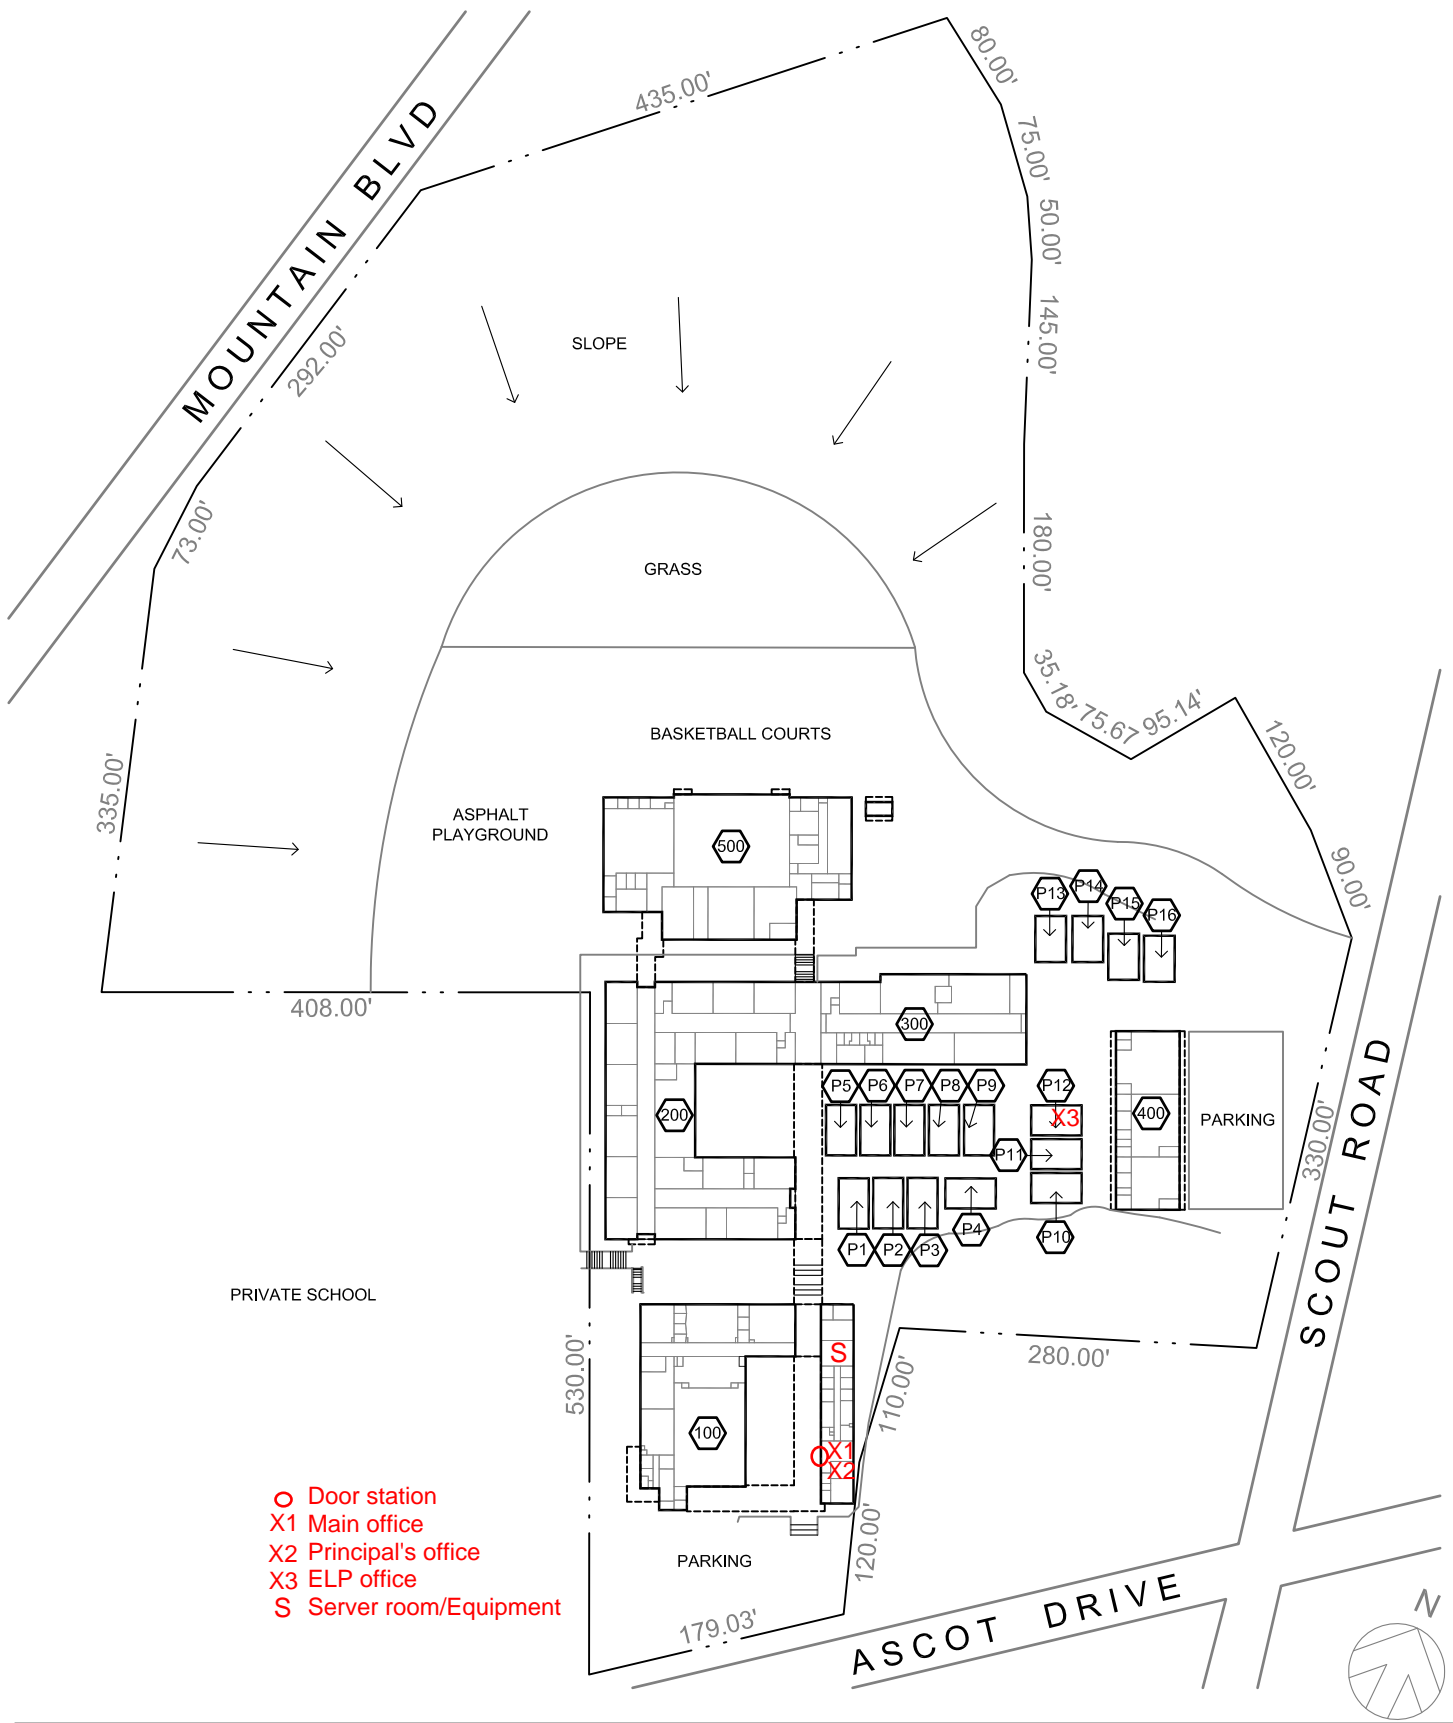 MOUNTAIN BLVD
435.00'
80.00'
75.00'
50.00'
145.00'
292.00'
SLOPE
73.00'
180.00'
GRASS
35.18'
75.67
95.14'
120.00'
BASKETBALL COURTS
335.00'
ASPHALT
PLAYGROUND
500
90.00'
P13
P14
P15
P16
408.00'
300
P5
P6
P7
P8
P9
P12
X3
200
400
PARKING
330.00'
SCOUT ROAD
P11
P1
P2
P3
P4
P10
PRIVATE SCHOOL
530.00'
S
280.00'
110.00'
100
X1
X2
O Door station
X1 Main office
X2 Principal's office
X3 ELP office
S Server room/Equipment
PARKING
120.00'
179.03'
ASCOT DRIVE
N